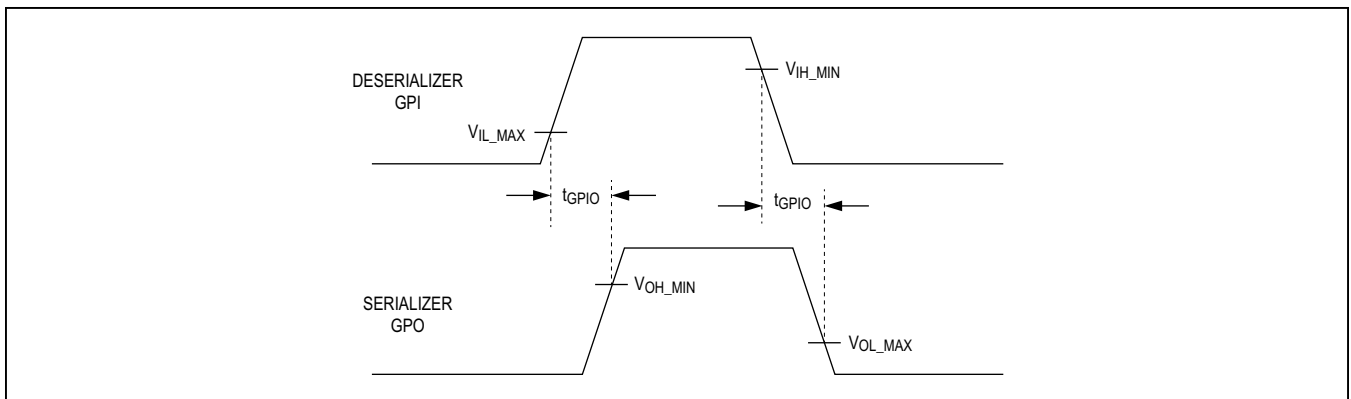 DESERIALIZER
GPI
VIH_MIN
VIL_MAX
tGPIO
tGPIO
SERIALIZER
GPO
VOH_MIN
VOL_MAX